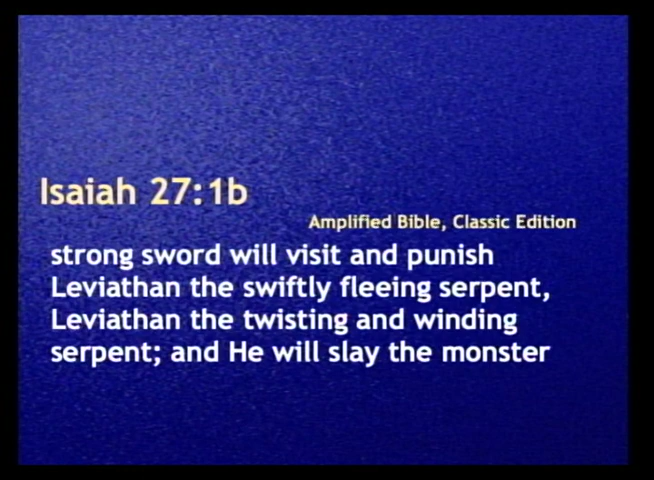 Isaiah 27:1b
Amplified Bible, Classic Edition
strong sword will visit and punish
Leviathan the swiftly fleeing serpent,
Leviathan the twisting and winding
serpent; and He will slay the monster